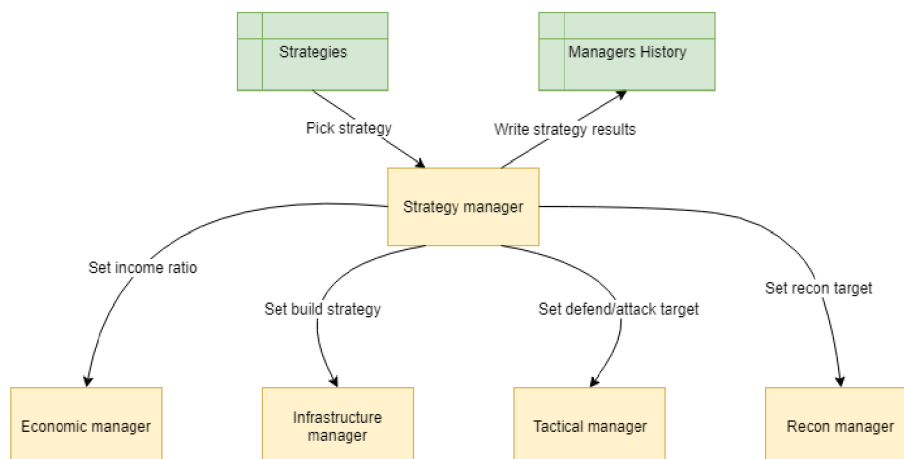 Strategies
Managers History
Pick strategy
Write strategy results
Strategy manager
Set income ratio
Set recon target
Set build strategy
Set defend/attack target
Economic manager
Infrastructure
manager
Tactical manager
Recon manager